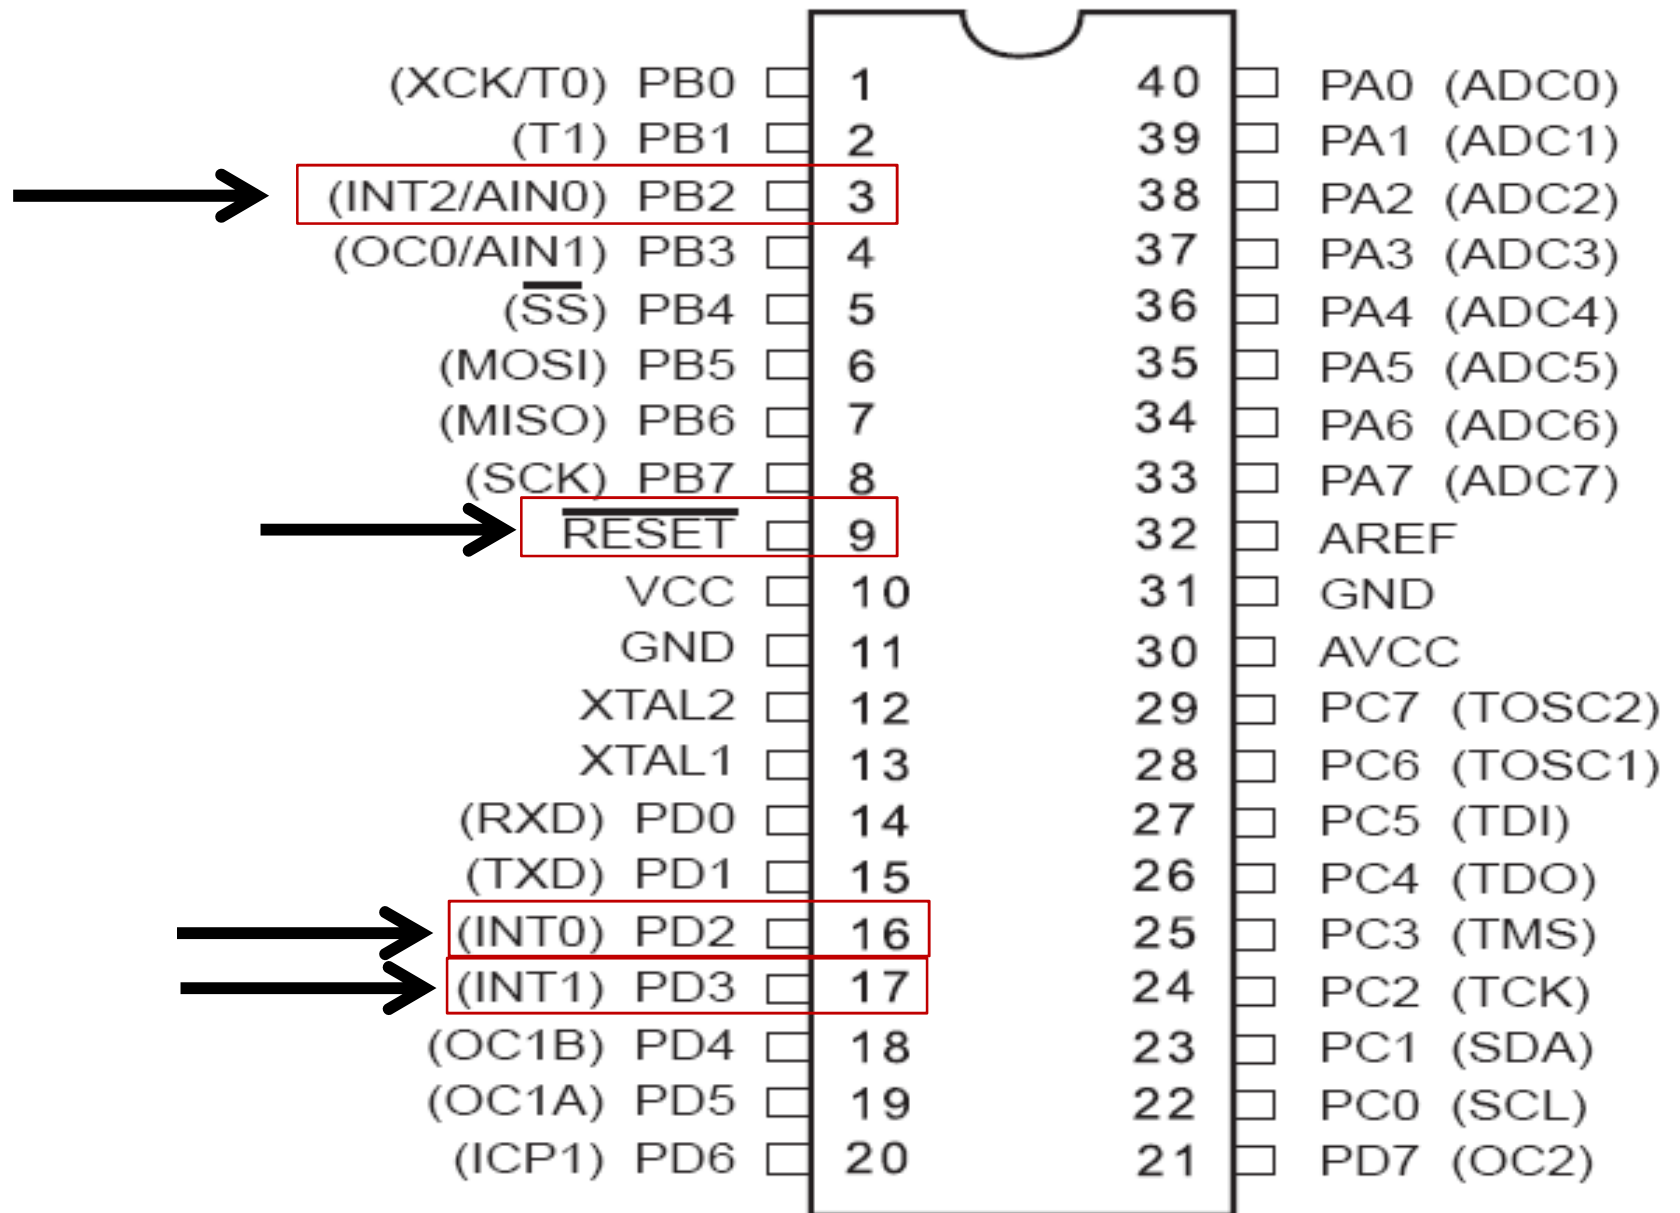 (XCK/T0) PB0 1 40 PA0 (ADC0)
(T1) PB1 2 39 PA1 (ADC1)
(INT2/AIN0) PB2 3 38 PA2 (ADC2)
(OC0/AIN1) PB3 4 37 PA3 (ADC3)
(SS) PB4 5 36 PA4 (ADC4)
(MOSI) PB5 6 35 PA5 (ADC5)
(MISO) PB6 7 34 PA6 (ADC6)
(SCK) PB7 8 33 PA7 (ADC7)
RESET 9 32 AREF
VCC 10 31 GND
GND 11 30 AVCC
XTAL2 12 29 PC7 (TOSC2)
XTAL1 13 28 PC6 (TOSC1)
(RXD) PD0 14 27 PC5 (TDI)
(TXD) PD1 15 26 PC4 (TDO)
(INT0) PD2 16 25 PC3 (TMS)
(INT1) PD3 17 24 PC2 (TCK)
(OC1B) PD4 18 23 PC1 (SDA)
(OC1A) PD5 19 22 PC0 (SCL)
(ICP1) PD6 20 21 PD7 (OC2)